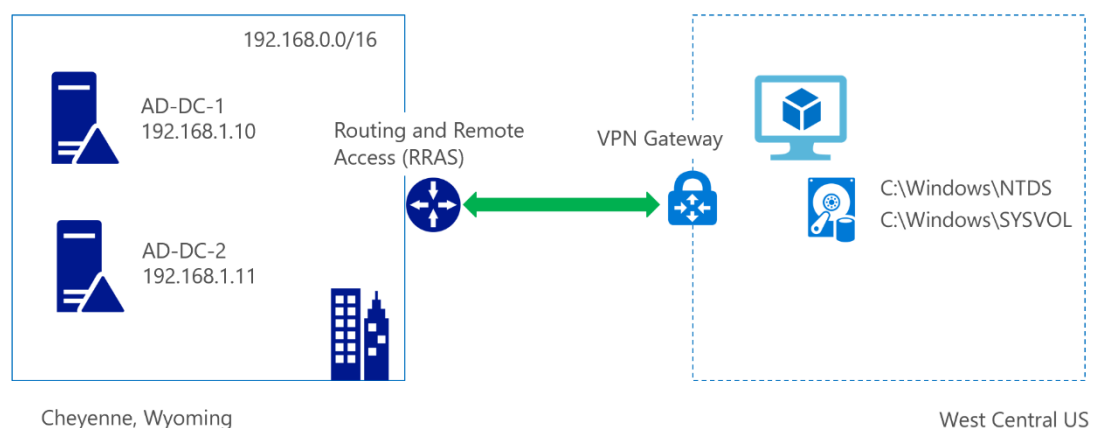 192.168.0.0/16
AD-DC-1
192.168.1.10
Routing and Remote
Access (RRAS)
VPN Gateway
C:\Windows\NTDS
C:\Windows\SYSVOL
AD-DC-2
192.168.1.11
Cheyenne, Wyoming
West Central US